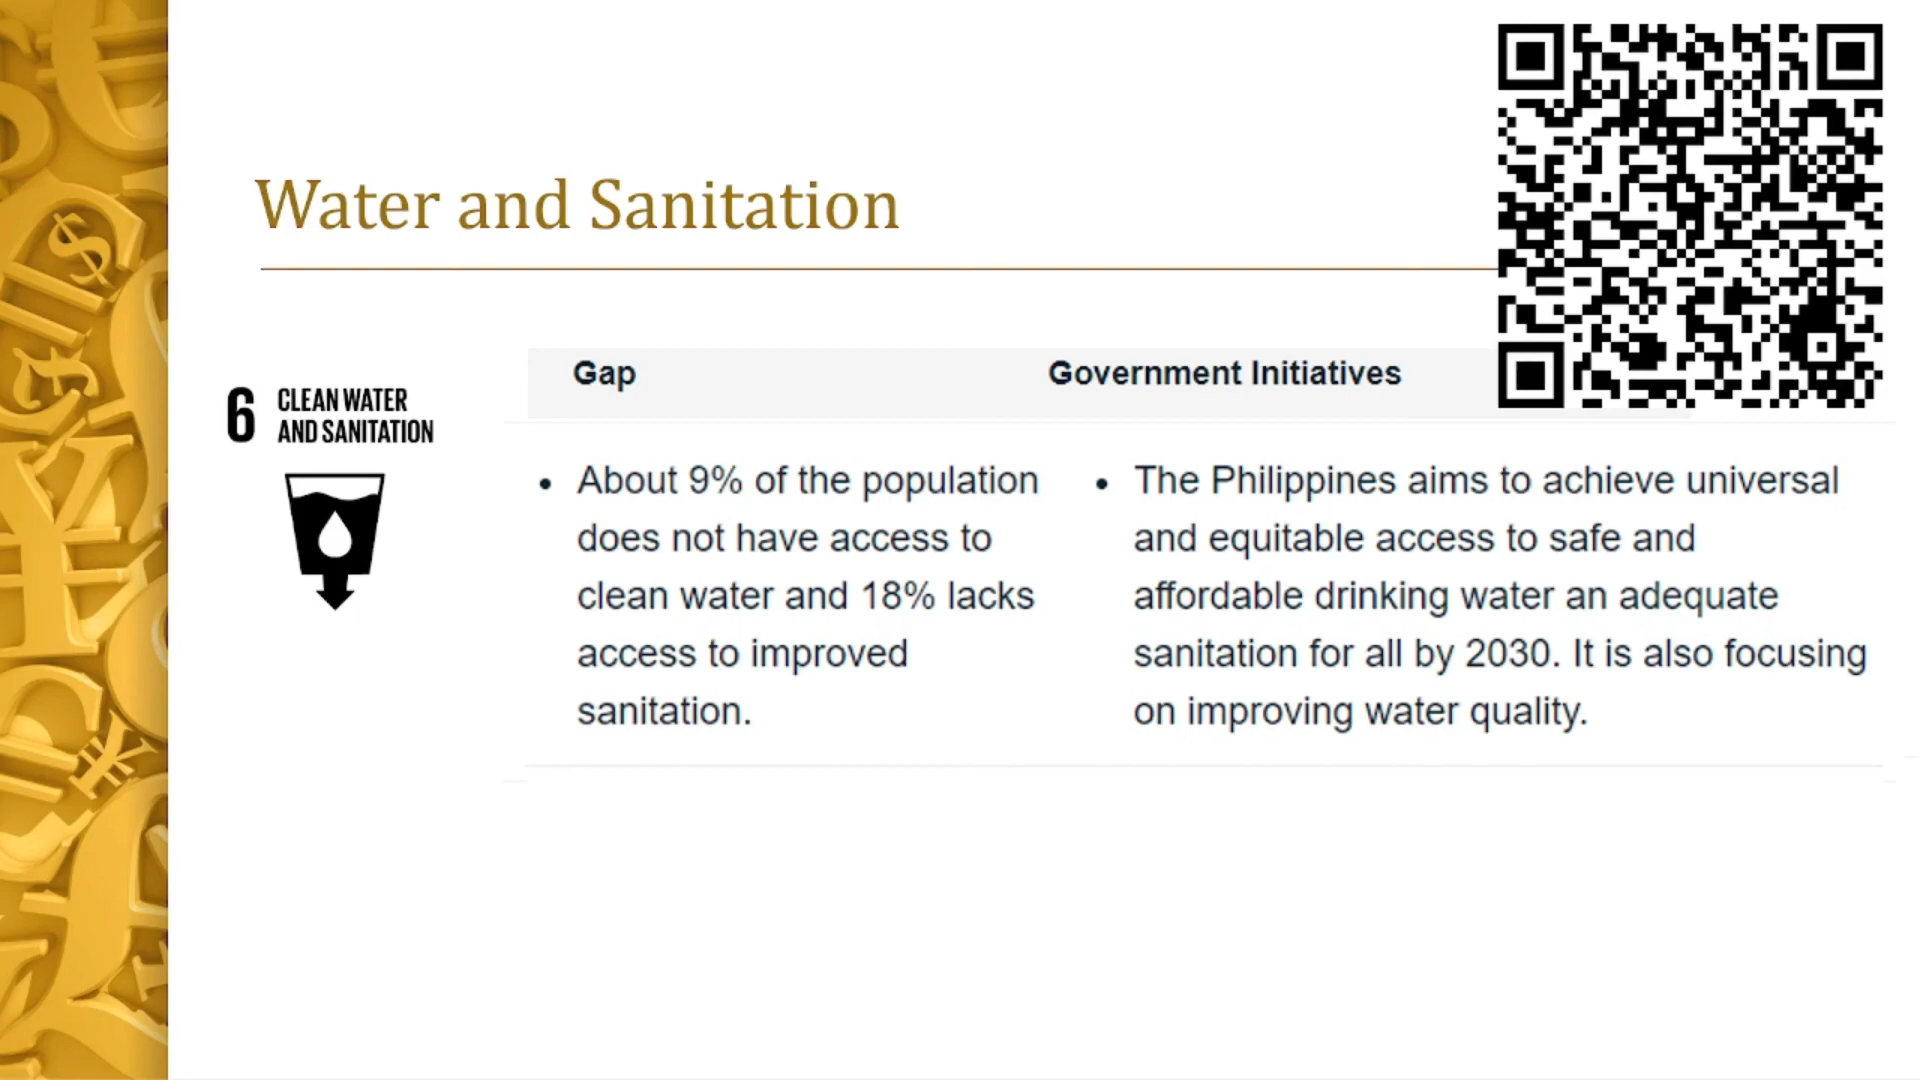 Water and Sanitation
6 CLEAN WATER
AND SANITATION
Gap
Government Initiatives
• About 9% of the population
does not have access to
clean water and 18% lacks
access to improved
sanitation.
• The Philippines aims to achieve universal
and equitable access to safe and
affordable drinking water an adequate
sanitation for all by 2030. It is also focusing
on improving water quality.